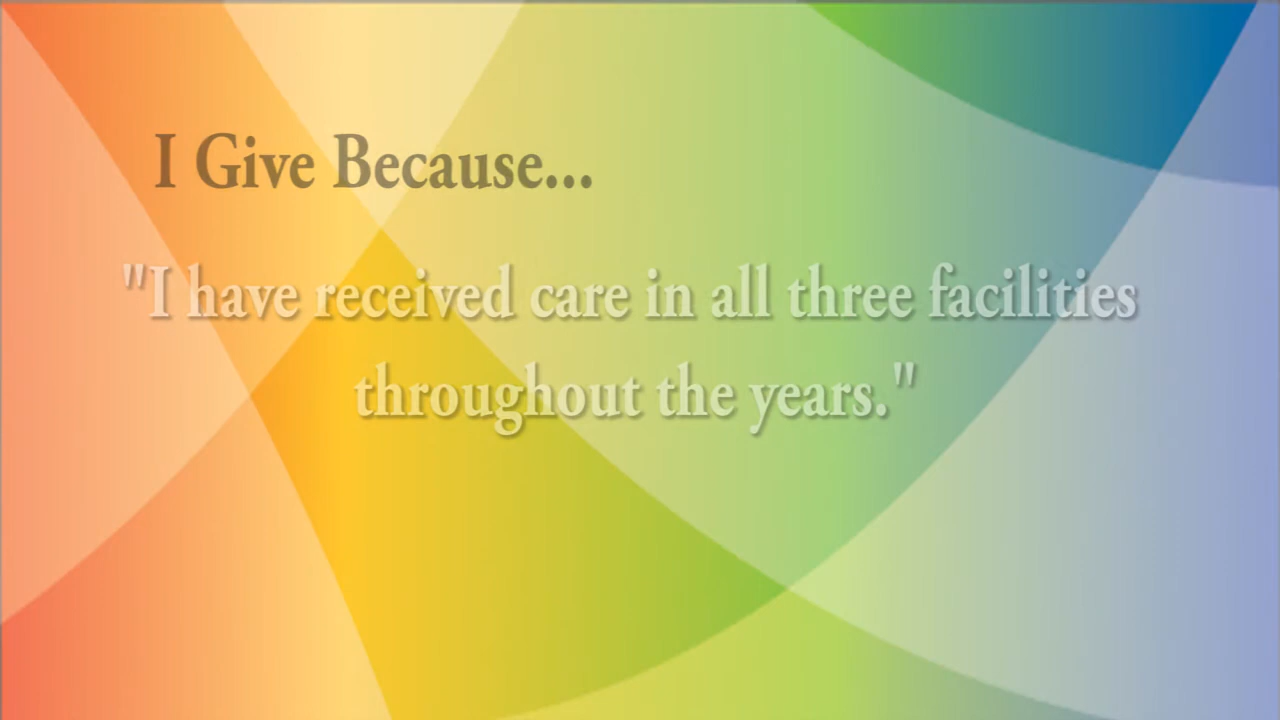 I Give Because...
"I have received care in all three facilities
throughout the years."